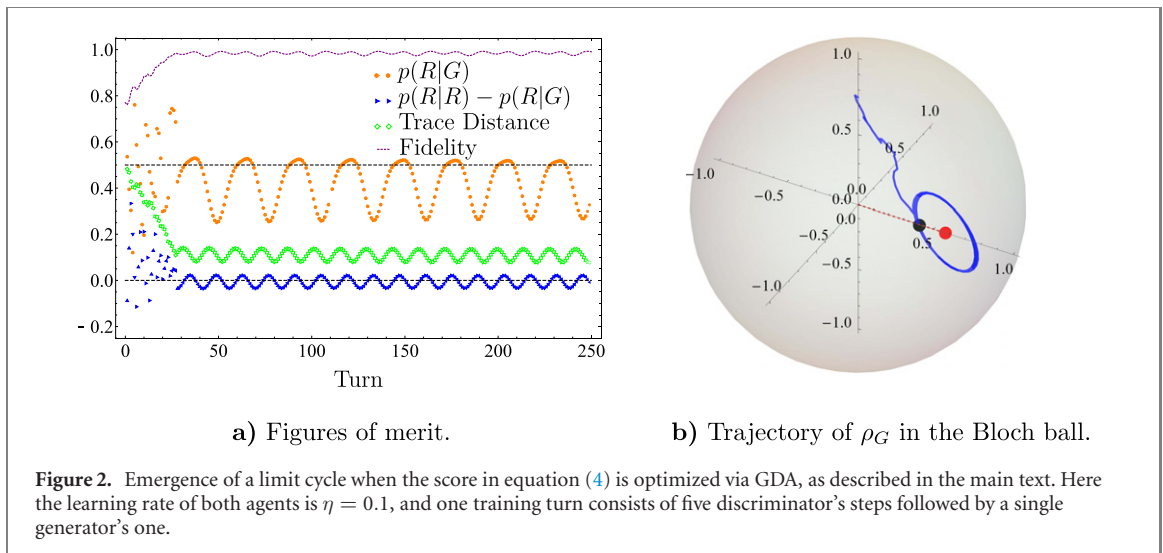 1.0
0.8
0.6
0.4
0.2
0.0
− 0.2
0
50
100
150
200
250
Turn
p(R|G)
p(R|R) − p(R|G)
Trace Distance
Fidelity
a) Figures of merit.
1.0
1.0
0.5
0.5
−1.0
−0.5
0.0
0.0
0.0
−0.5
0.5
−0.5
1.0
−1.0
−1.0
b) Trajectory of ρG in the Bloch ball.
Figure 2. Emergence of a limit cycle when the score in equation (4) is optimized via GDA, as described in the main text. Here
the learning rate of both agents is η = 0.1, and one training turn consists of five discriminator’s steps followed by a single
generator’s one.